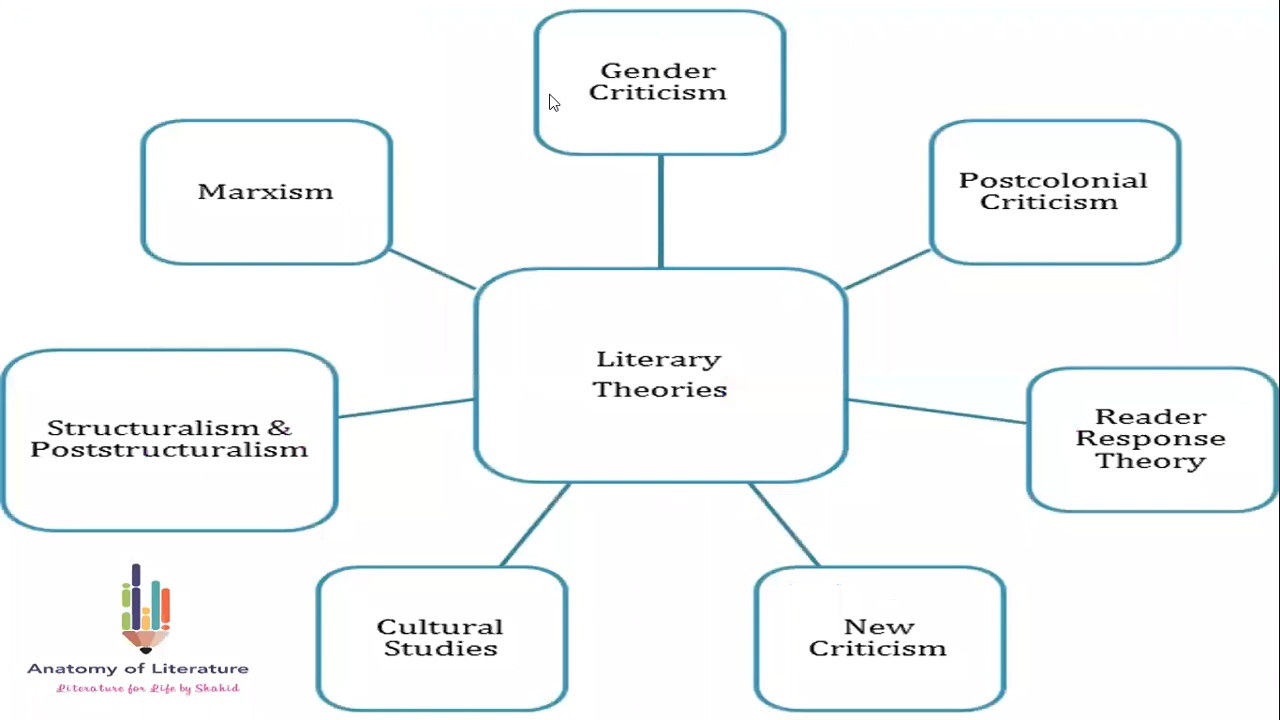 Gender
Criticism
Marxism
Postcolonial
Criticism
Literary
Theories
Structuralism &
Poststructuralism
Reader
Response
Theory
Cultural
Studies
New
Criticism
Anatomy of Literature
Literature for Life by Shahid